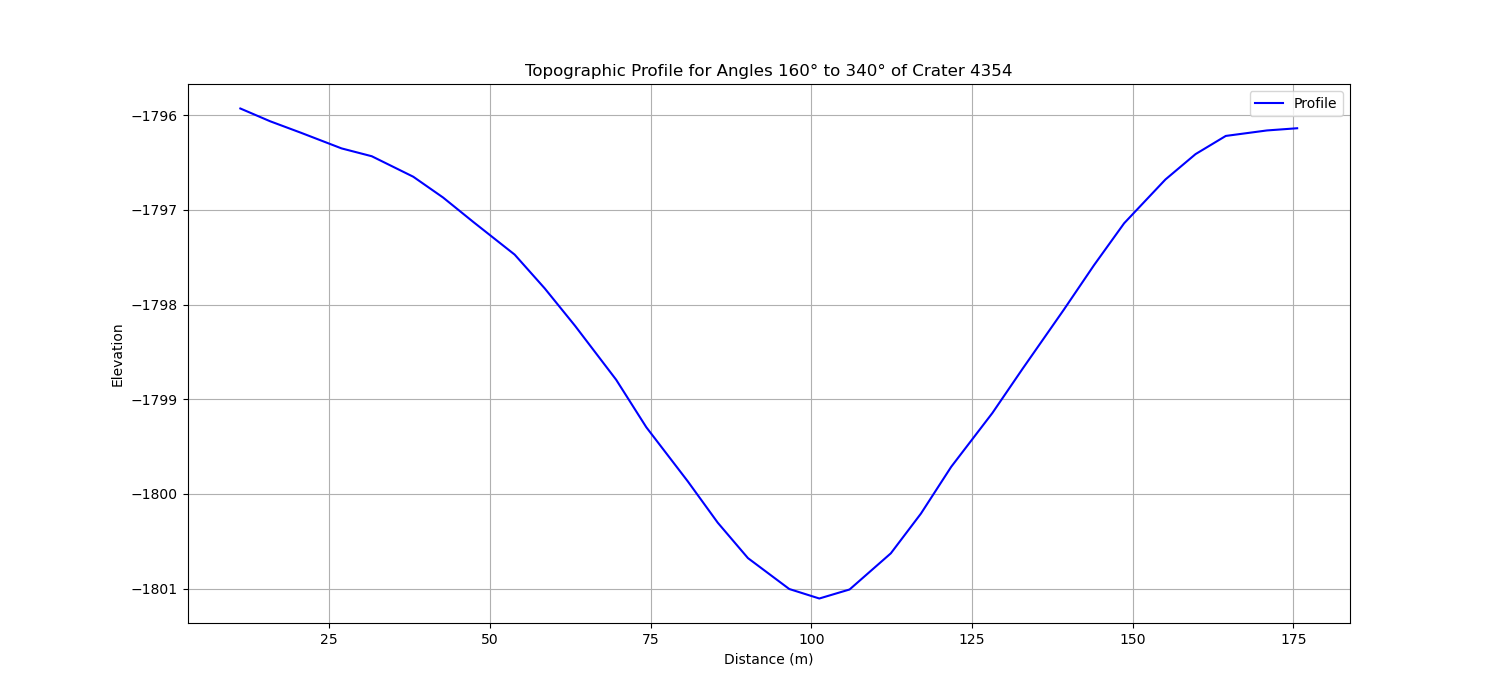 Topographic Profile for Angles 160° to 340° of Crater 4354
Profile
−1796
−1797
−1798
−1799
−1800
−1801
Elevation
25 50 75 100 125 150 175
Distance (m)